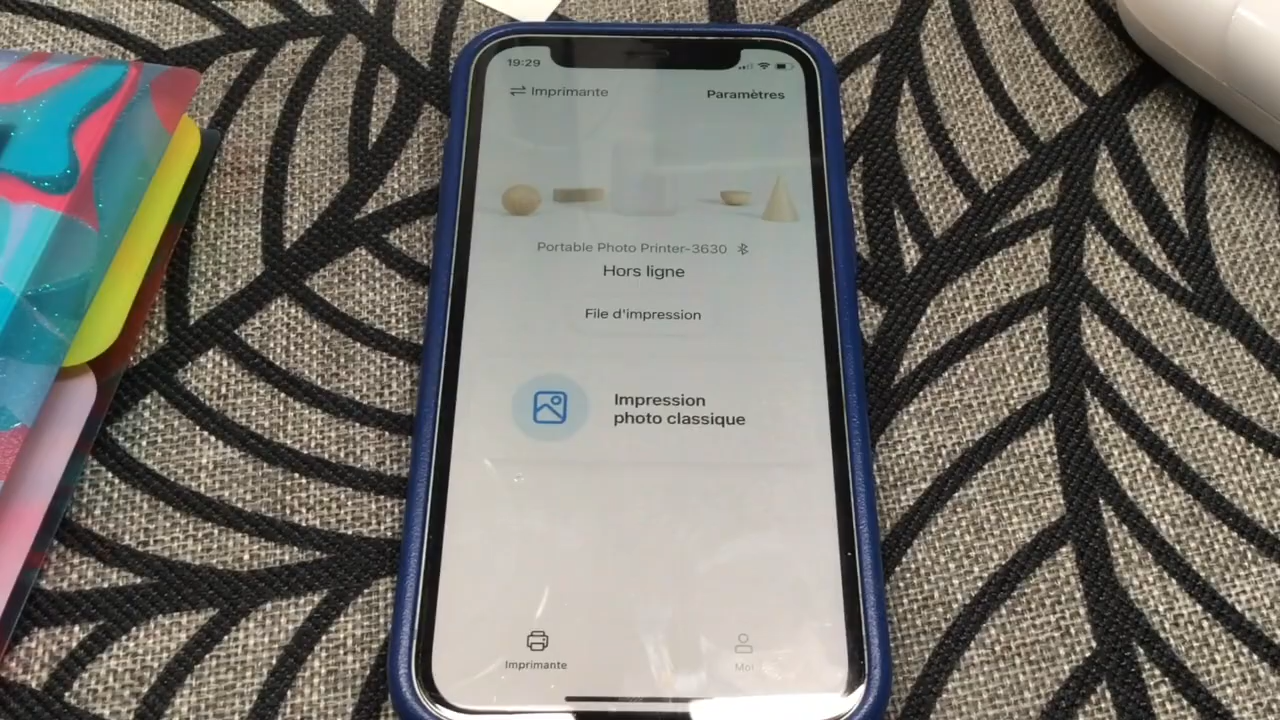 19:29
Imprimante
Paramètres
Portable Photo Printer-3630
Hors ligne
File d'impression
Impression
photo classique
Imprimante
Moi